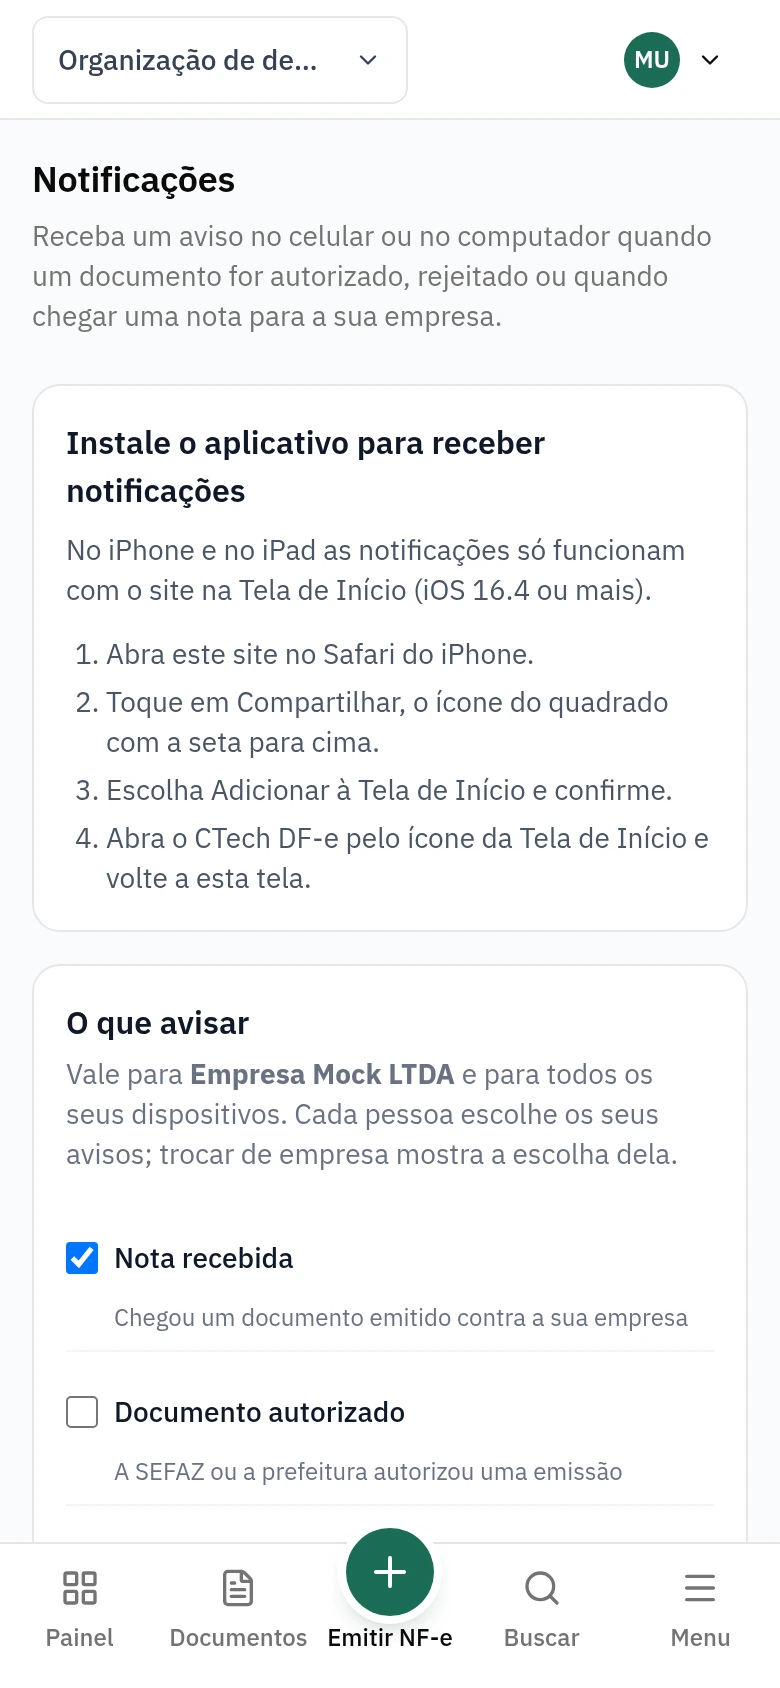 Organização de de...
MU
Notificações
Receba um aviso no celular ou no computador quando
um documento for autorizado, rejeitado ou quando
chegar uma nota para a sua empresa.
Instale o aplicativo para receber
notificações
No iPhone e no iPad as notificações só funcionam
com o site na Tela de Início (iOS 16.4 ou mais).
1. Abra este site no Safari do iPhone.
2. Toque em Compartilhar, o ícone do quadrado
com a seta para cima.
3. Escolha Adicionar à Tela de Início e confirme.
4. Abra o CTech DF-e pelo ícone da Tela de Início e
volte a esta tela.
O que avisar
Vale para Empresa Mock LTDA e para todos os
seus dispositivos. Cada pessoa escolhe os seus
avisos; trocar de empresa mostra a escolha dela.
Nota recebida
Chegou um documento emitido contra a sua empresa
Documento autorizado
A SEFAZ ou a prefeitura autorizou uma emissão
Painel
Documentos
Emitir NF-e
Buscar
Menu